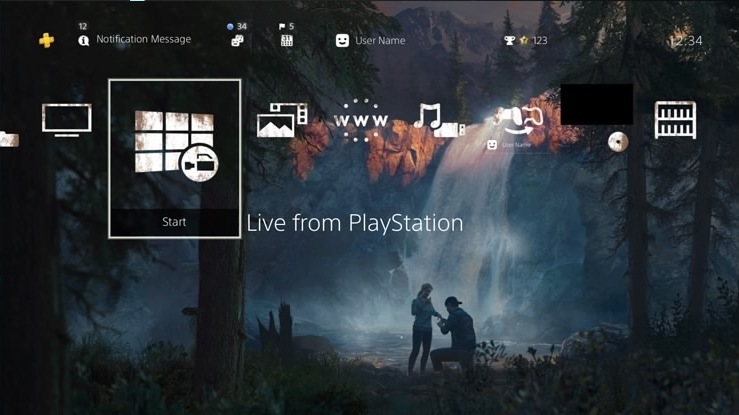 12
Notification Message
34
5
User Name
123
12:34
www
User Name
Start
Live from PlayStation